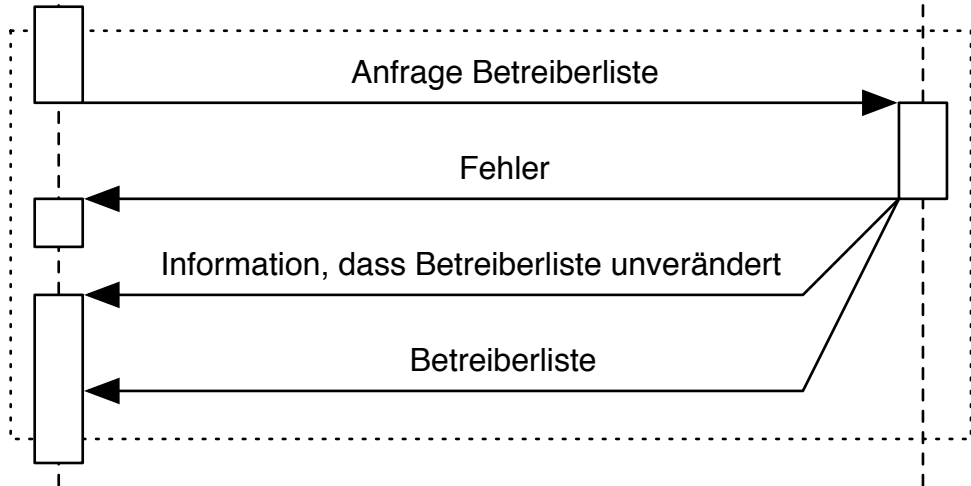 Anfrage Betreiberliste
Fehler
Information, dass Betreiberliste unverändert
Betreiberliste